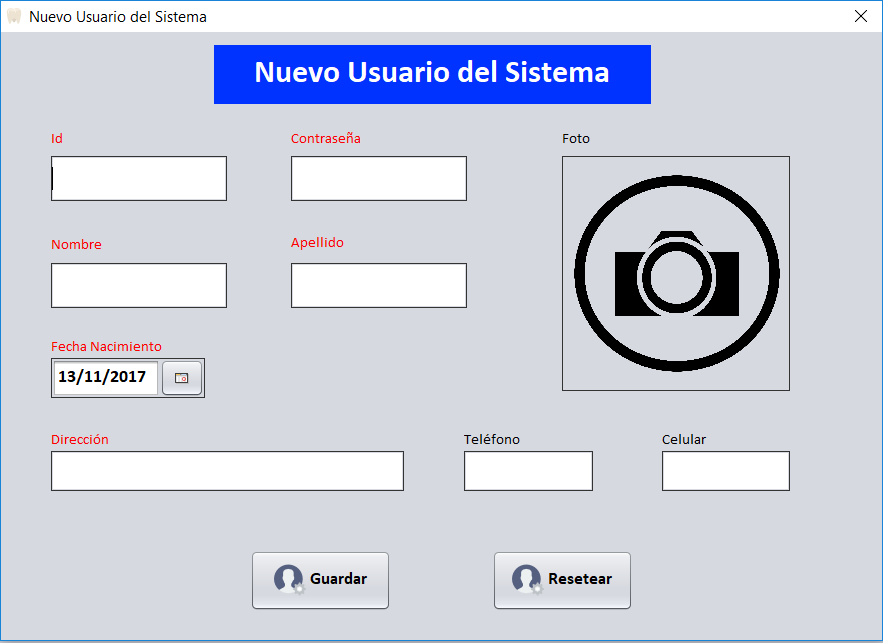 Nuevo Usuario del Sistema
Nuevo Usuario del Sistema
Id
Contraseña
Foto
Nombre
Apellido
Fecha Nacimiento
13/11/2017
Dirección
Teléfono
Celular
Guardar
Resetear